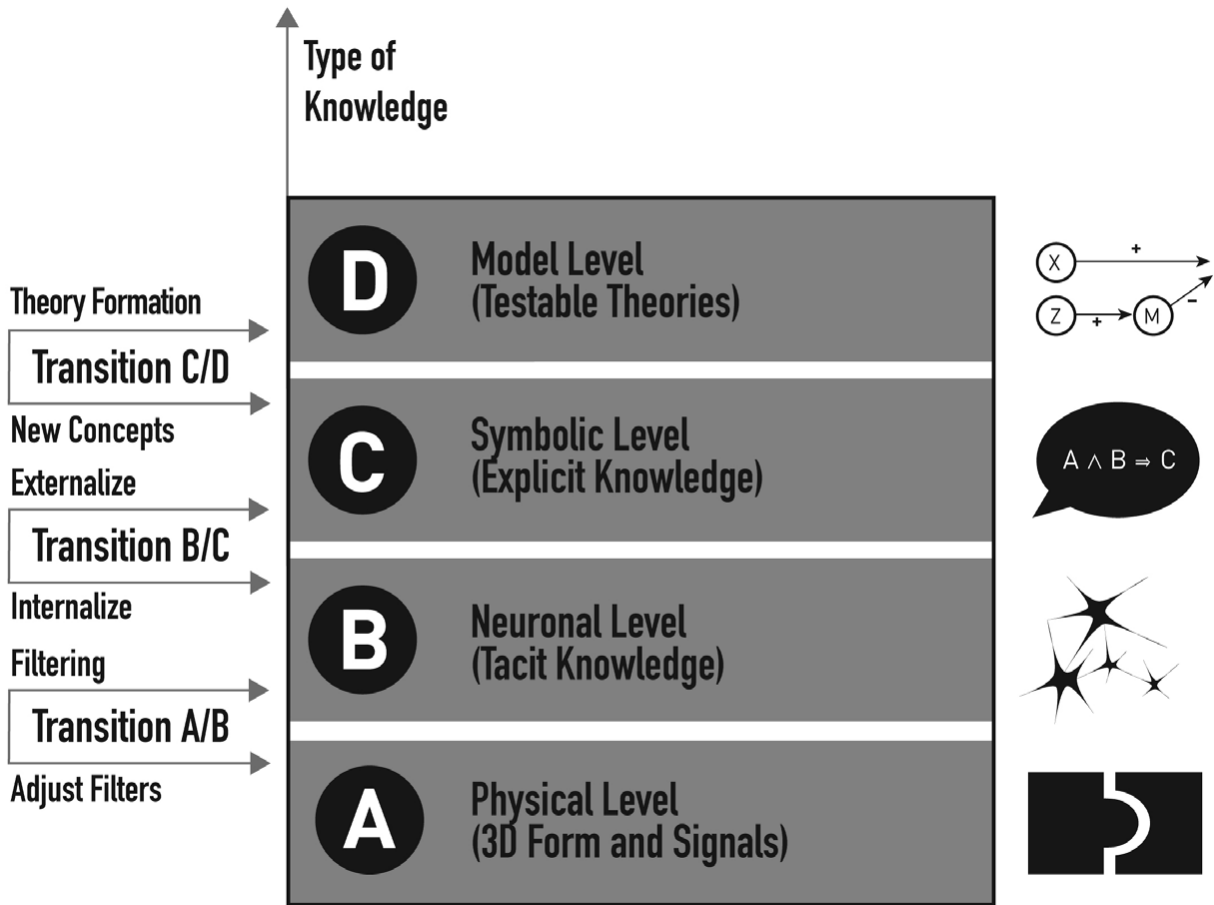 Type of
Knowledge
D
Model Level
(Testable Theories)
X
+
Z
+
M
-
Theory Formation
Transition C/D
New Concepts
C
Symbolic Level
(Explicit Knowledge)
A ∧ B ⇒ C
Externalize
Transition B/C
Internalize
B
Neuronal Level
(Tacit Knowledge)
Filtering
Transition A/B
Adjust Filters
A
Physical Level
(3D Form and Signals)